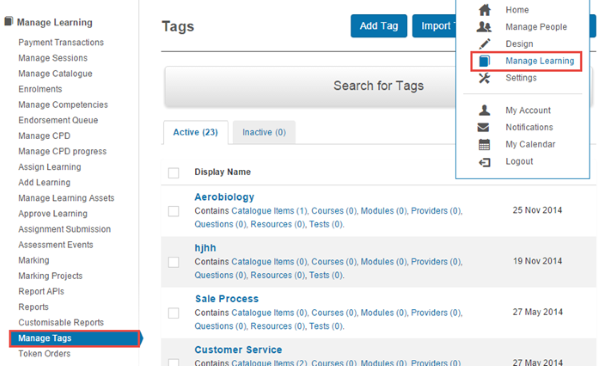 Manage Learning
Payment Transactions
Manage Sessions
Manage Catalogue
Enrolments
Manage Competencies
Endorsement Queue
Manage CPD
Manage CPD progress
Assign Learning
Add Learning
Manage Learning Assets
Approve Learning
Assignment Submission
Assessment Events
Marking
Marking Projects
Report APIs
Reports
Customisable Reports
Manage Tags
Token Orders
Tags
Add Tag
Import
Home
Manage People
Design
Manage Learning
Settings
My Account
Notifications
My Calendar
Logout
Search for Tags
Active (23)
Inactive (0)
Display Name
Aerobiology
Contains Catalogue Items (1), Courses (0), Modules (0), Providers (0),
Questions (0), Resources (0), Tests (0).
25 Nov 2014
hjhh
Contains Catalogue Items (0), Courses (0), Modules (0), Providers (0),
Questions (0), Resources (0), Tests (0).
19 Nov 2014
Sale Process
Contains Catalogue Items (0), Courses (0), Modules (0), Providers (0),
Questions (0), Resources (0), Tests (0).
27 May 2014
Customer Service
Contains Catalogue Items (2), Courses (0), Modules (0), Providers (0),
27 May 2014